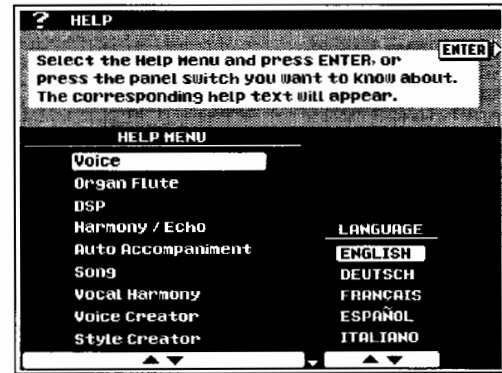 ? HELP
ENTER
Select the Help Menu and press ENTER, or
press the panel switch you want to know about.
The corresponding help text will appear.
HELP MENU
Voice
Organ Flute
DSP
Harmony / Echo
Auto Accompaniment
Song
Vocal Harmony
Voice Creator
Style Creator
LANGUAGE
ENGLISH
DEUTSCH
FRANÇAIS
ESPAÑOL
ITALIANO